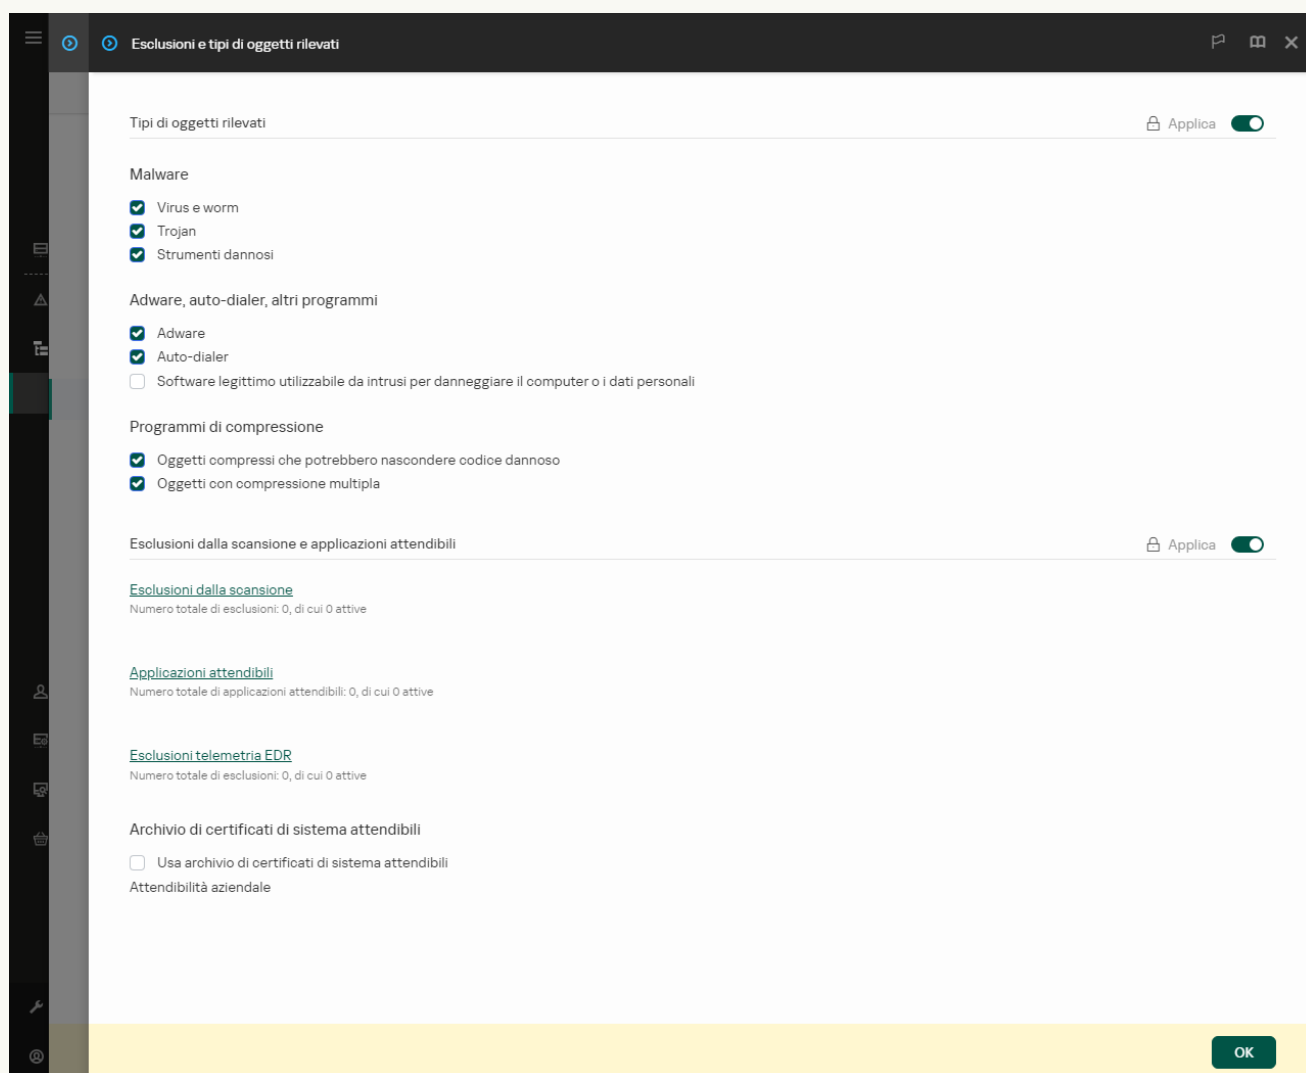 Esclusioni e tipi di oggetti rilevati
Tipi di oggetti rilevati
Applica
Malware
Virus e worm
Trojan
Strumenti dannosi
Adware, auto-dialer, altri programmi
Adware
Auto-dialer
Software legittimo utilizzabile da intrusi per danneggiare il computer o i dati personali
Programmi di compressione
Oggetti compressi che potrebbero nascondere codice dannoso
Oggetti con compressione multipla
Esclusioni dalla scansione e applicazioni attendibili
Applica
Esclusioni dalla scansione
Numero totale di esclusioni: 0, di cui 0 attive
Applicazioni attendibili
Numero totale di applicazioni attendibili: 0, di cui 0 attive
Esclusioni telemetria EDR
Numero totale di esclusioni: 0, di cui 0 attive
Archivio di certificati di sistema attendibili
Usa archivio di certificati di sistema attendibili
Attendibilità aziendale
OK